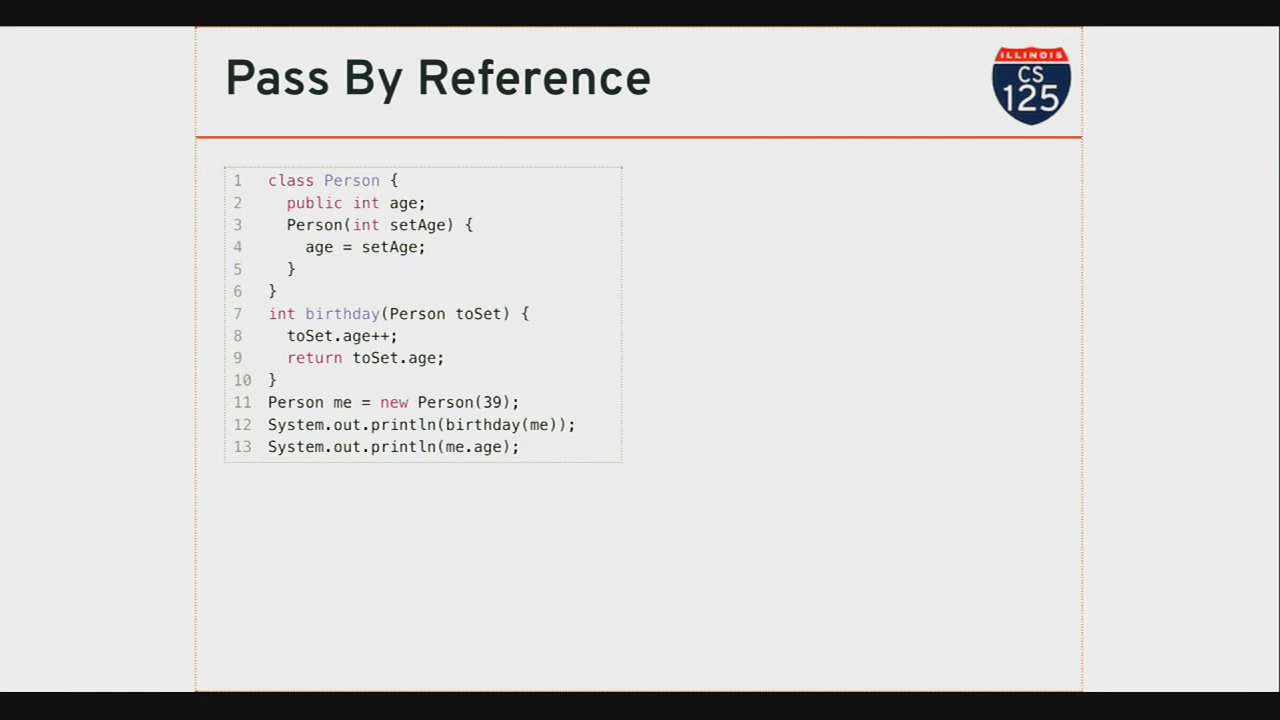 Pass By Reference
ILLINOIS
CS
125
1 class Person {
2   public int age;
3   Person(int setAge) {
4     age = setAge;
5   }
6 }
7 int birthday(Person toSet) {
8   toSet.age++;
9   return toSet.age;
10 }
11 Person me = new Person(39);
12 System.out.println(birthday(me));
13 System.out.println(me.age);